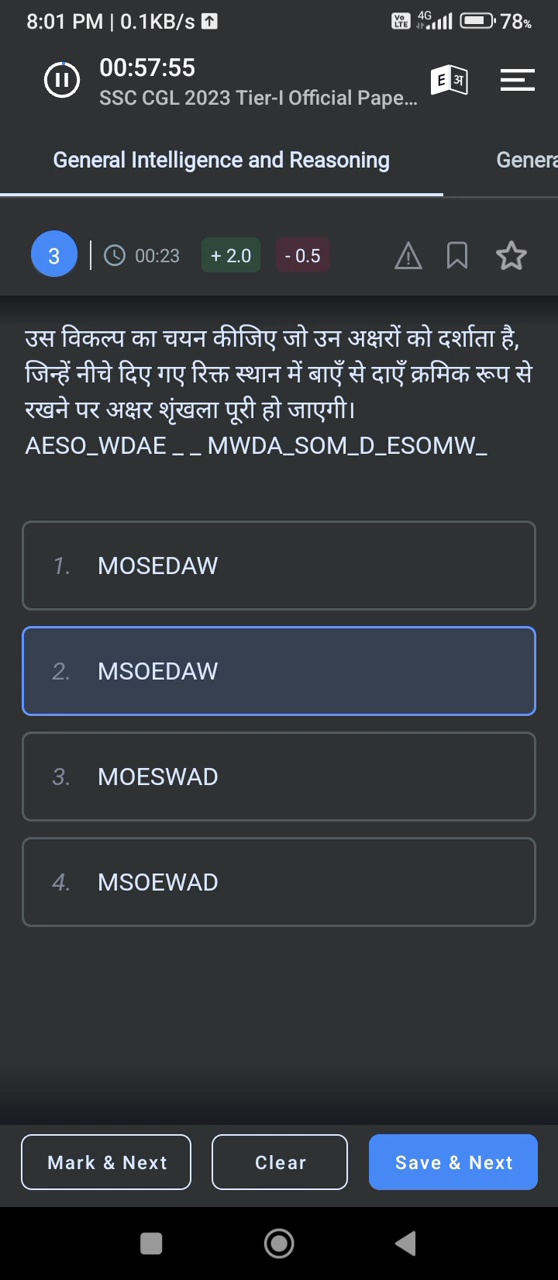 8:01 PM | 0.1KB/s
Vo LTE 4G 78%
00:57:55
SSC CGL 2023 Tier-I Official Pape...
E अ
General Intelligence and Reasoning Genera
3 | 00:23 + 2.0 - 0.5
उस विकल्प का चयन कीजिए जो उन अक्षरों को दर्शाता है,
जिन्हें नीचे दिए गए रिक्त स्थान में बाएँ से दाएँ क्रमिक रूप से
रखने पर अक्षर शृंखला पूरी हो जाएगी।
AESO_WDAE _ _ MWDA_SOM_D_ESOMW_
1. MOSEDAW
2. MSOEDAW
3. MOESWAD
4. MSOEWAD
Mark & Next Clear Save & Next